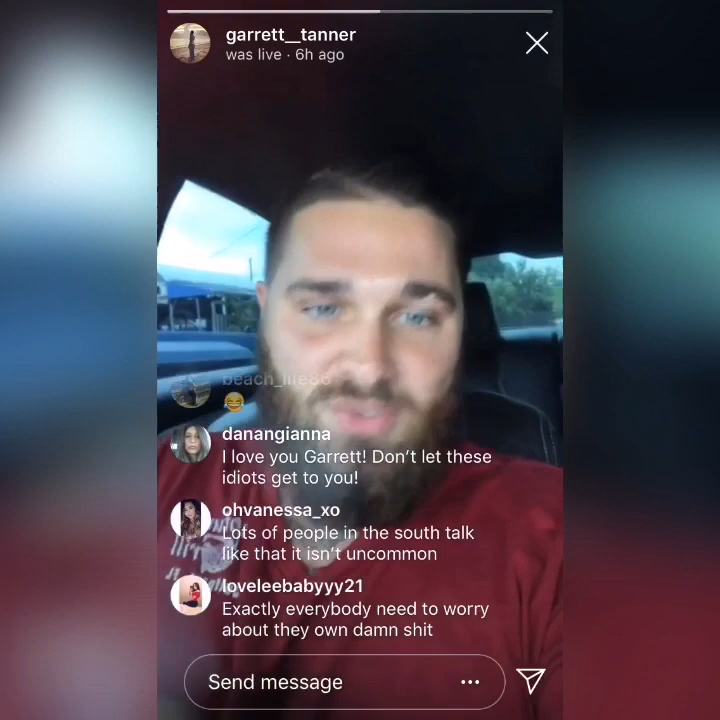 garrett__tanner
was live · 6h ago
beach_life86
😂
danangianna
I love you Garrett! Don’t let these
idiots get to you!
ohvanessa_xo
Lots of people in the south talk
like that it isn’t uncommon
loveleebabyyy21
Exactly everybody need to worry
about they own damn shit
Send message